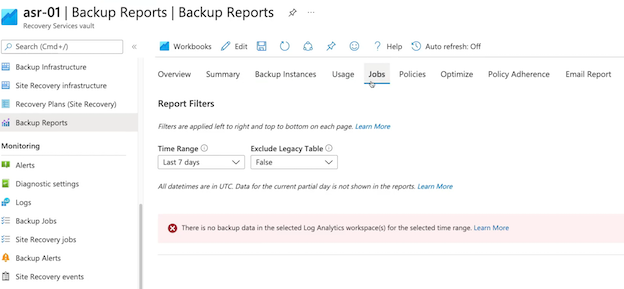 asr-01 | Backup Reports | Backup Reports
Recovery Services vault
Search (Cmd+/)
Workbooks Edit Help Auto refresh: Off
Backup Infrastructure
Site Recovery infrastructure
Recovery Plans (Site Recovery)
Backup Reports
Monitoring
Alerts
Diagnostic settings
Logs
Backup Jobs
Site Recovery jobs
Backup Alerts
Site Recovery events
Overview Summary Backup Instances Usage Jobs Policies Optimize Policy Adherence Email Report
Report Filters
Filters are applied left to right and top to bottom on each page. Learn More
Time Range Exclude Legacy Table
Last 7 days False
All datetimes are in UTC. Data for the current partial day is not shown in the reports. Learn More
There is no backup data in the selected Log Analytics workspace(s) for the selected time range. Learn More